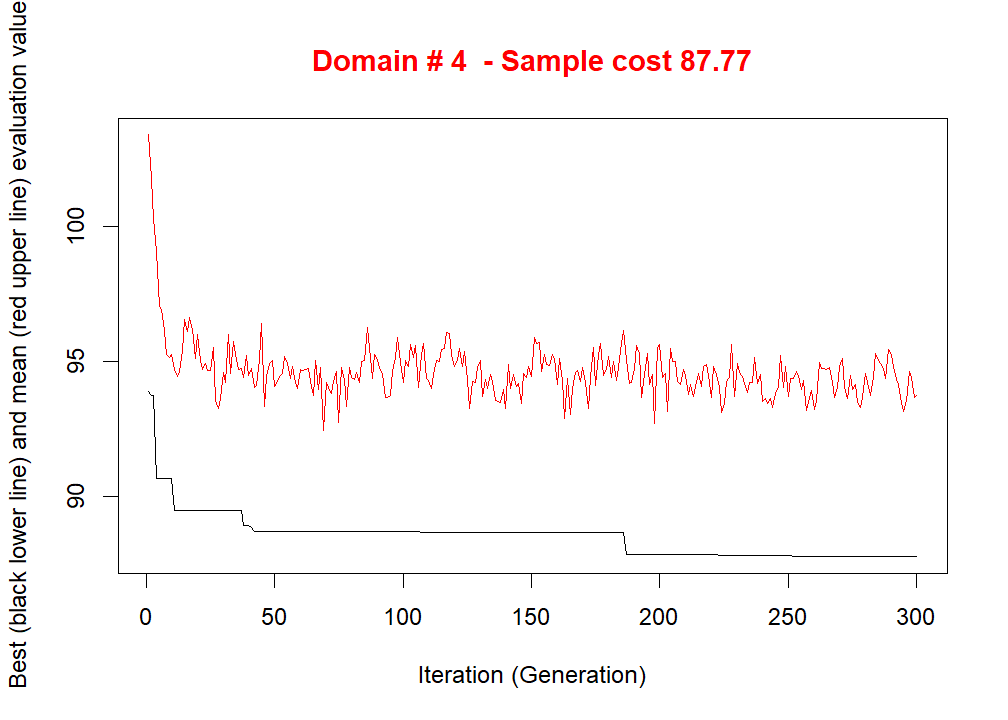 Domain # 4  - Sample cost 87.77
Best (black lower line) and mean (red upper line) evaluation value
100
95
90
0 50 100 150 200 250 300
Iteration (Generation)